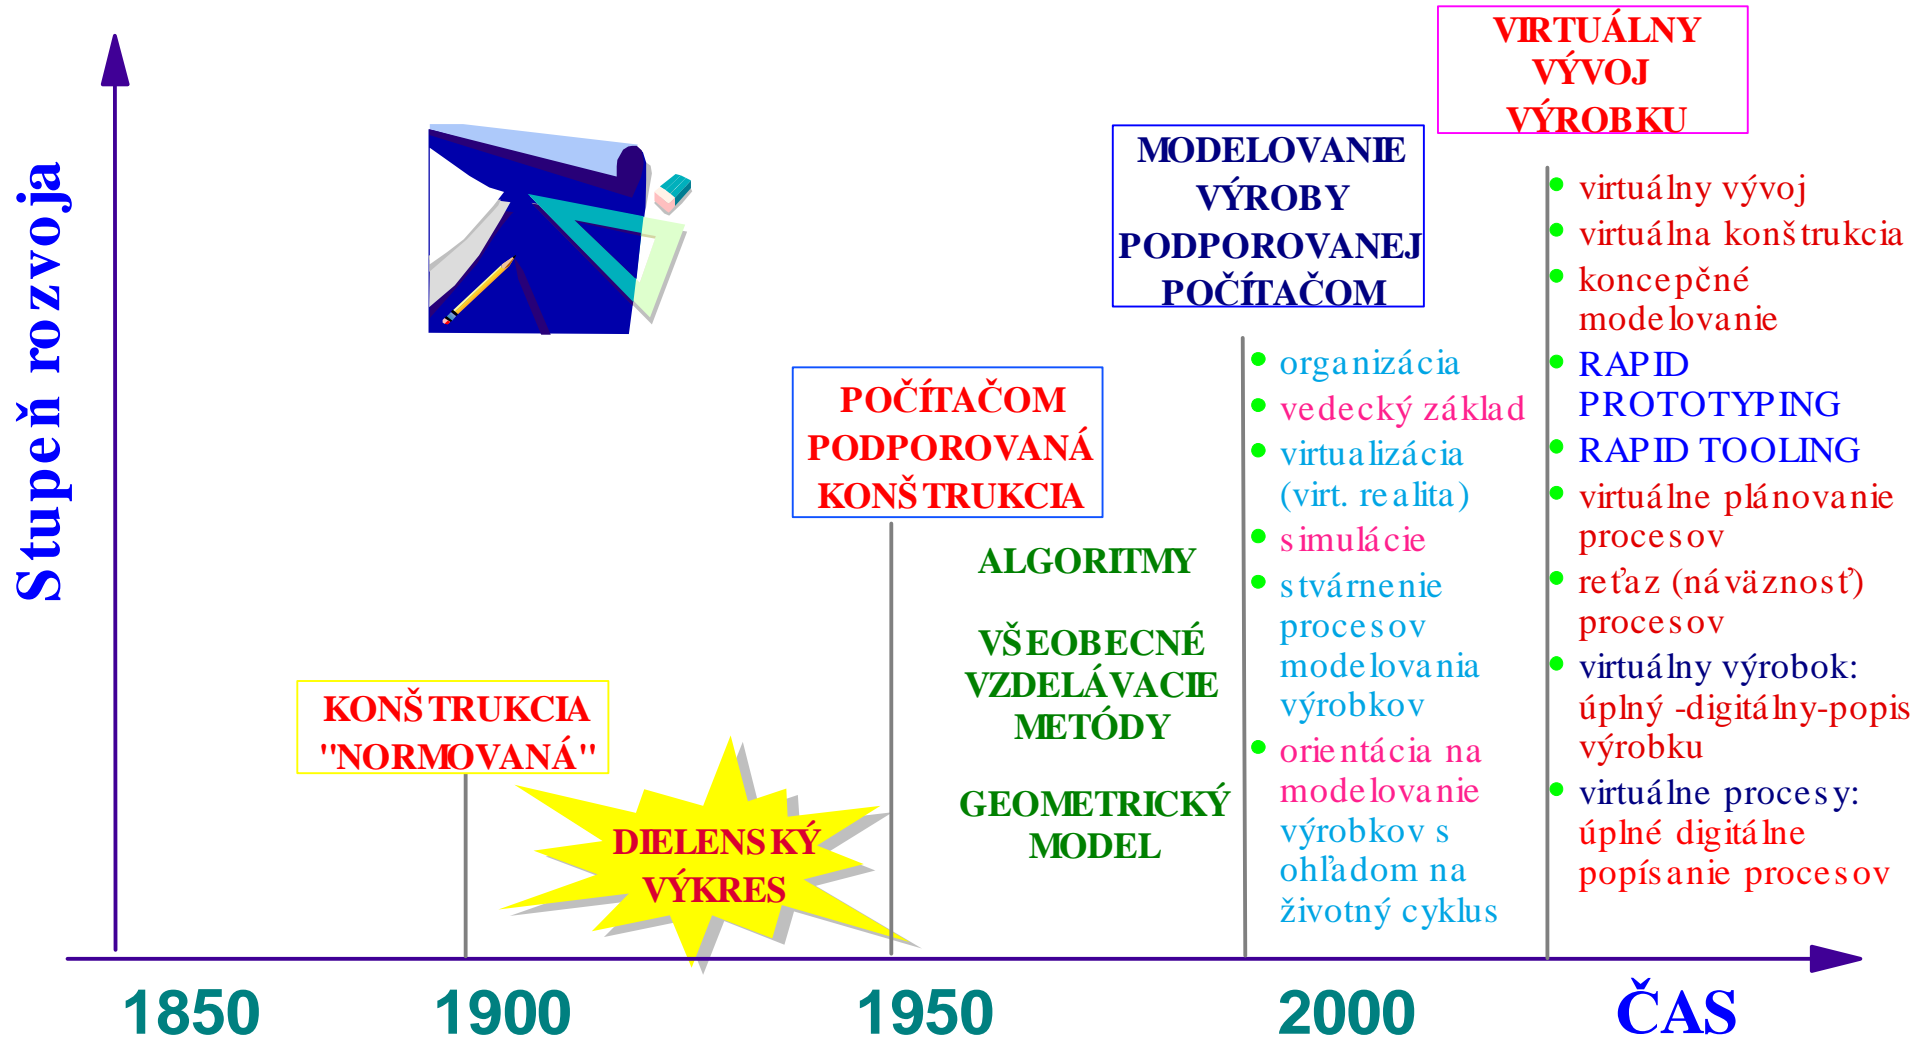 Stupeň rozvoja
KONŠTRUKCIA
"NORMOVANÁ"
DIELENSKÝ
VÝKRES
POČÍTAČOM
PODPOROVANÁ
KONŠTRUKCIA
ALGORITMY
VŠEOBECNÉ
VZDELÁVACIE
METÓDY
GEOMETRICKÝ
MODEL
MODELOVANIE
VÝROBY
PODPOROVANEJ
POČÍTAČOM
• organizácia
• vedecký základ
• virtualizácia
(virt. realita)
• simulácie
• stvárnenie
procesov
modelovania
výrobkov
• orientácia na
modelovanie
výrobkov s
ohľadom na
životný cyklus
VIRTUÁLNY
VÝVOJ
VÝROBKU
• virtuálny vývoj
• virtuálna konštrukcia
• koncepčné
modelovanie
• RAPID
PROTOTYPING
• RAPID TOOLING
• virtuálne plánovanie
procesov
• reťaz (náväznosť)
procesov
• virtuálny výrobok:
úplný -digitálny-popis
výrobku
• virtuálne procesy:
úplné digitálne
popísanie procesov
1850
1900
1950
2000
ČAS